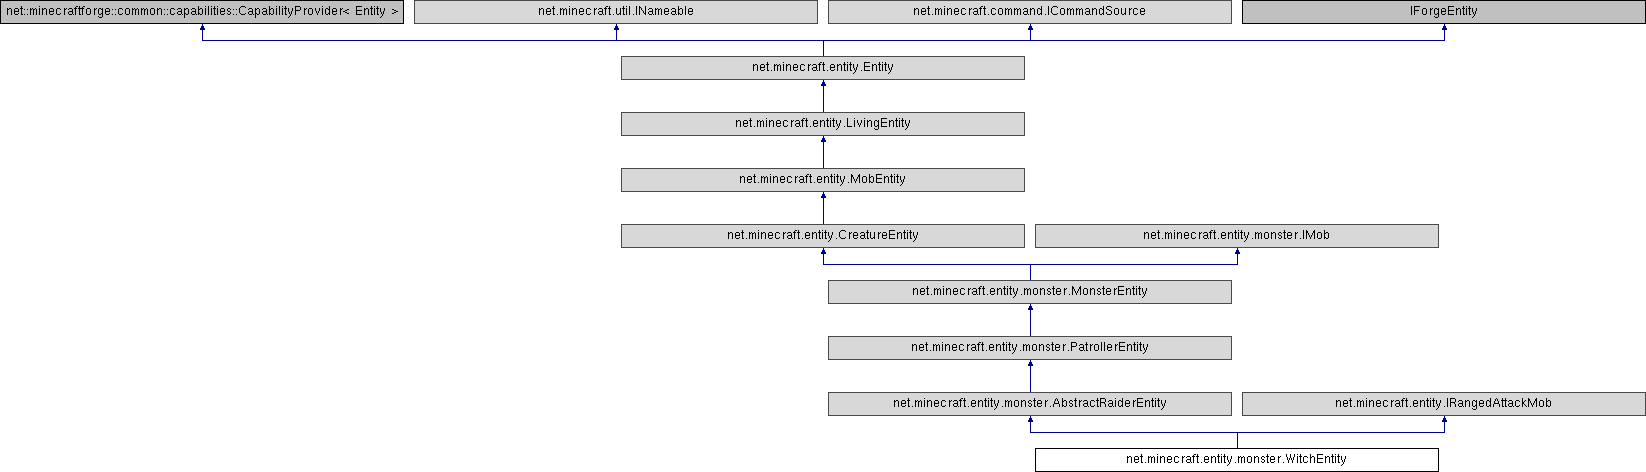 net::minecraftforge::common::capabilities::CapabilityProvider< Entity >
net.minecraft.util.INameable
net.minecraft.command.ICommandSource
IForgeEntity
net.minecraft.entity.Entity
net.minecraft.entity.LivingEntity
net.minecraft.entity.MobEntity
net.minecraft.entity.CreatureEntity
net.minecraft.entity.monster.IMob
net.minecraft.entity.monster.MonsterEntity
net.minecraft.entity.monster.PatrollerEntity
net.minecraft.entity.monster.AbstractRaiderEntity
net.minecraft.entity.IRangedAttackMob
net.minecraft.entity.monster.WitchEntity